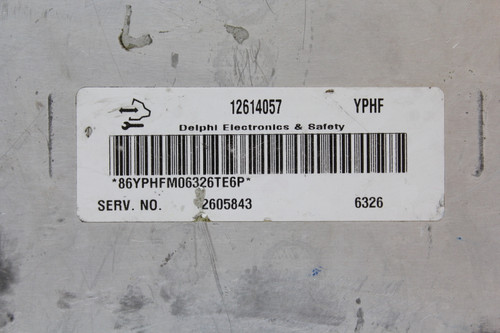 12614057 YPHF
Delphi Electronics & Safety
*86YPHFM06326TE6P*
SERV. NO. 2605843 6326